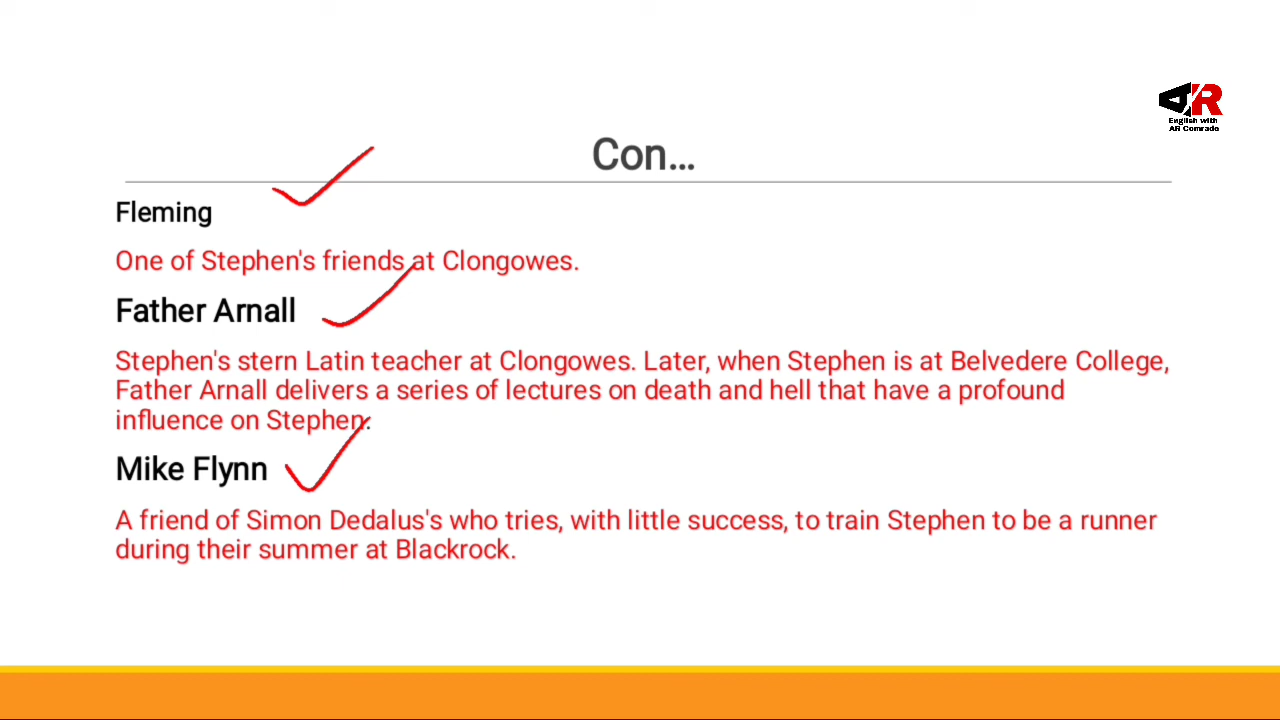 AR
English with
AR Comrade
Con...
Fleming
One of Stephen's friends at Clongowes.
Father Arnall
Stephen's stern Latin teacher at Clongowes. Later, when Stephen is at Belvedere College,
Father Arnall delivers a series of lectures on death and hell that have a profound
influence on Stephen.
Mike Flynn
A friend of Simon Dedalus's who tries, with little success, to train Stephen to be a runner
during their summer at Blackrock.